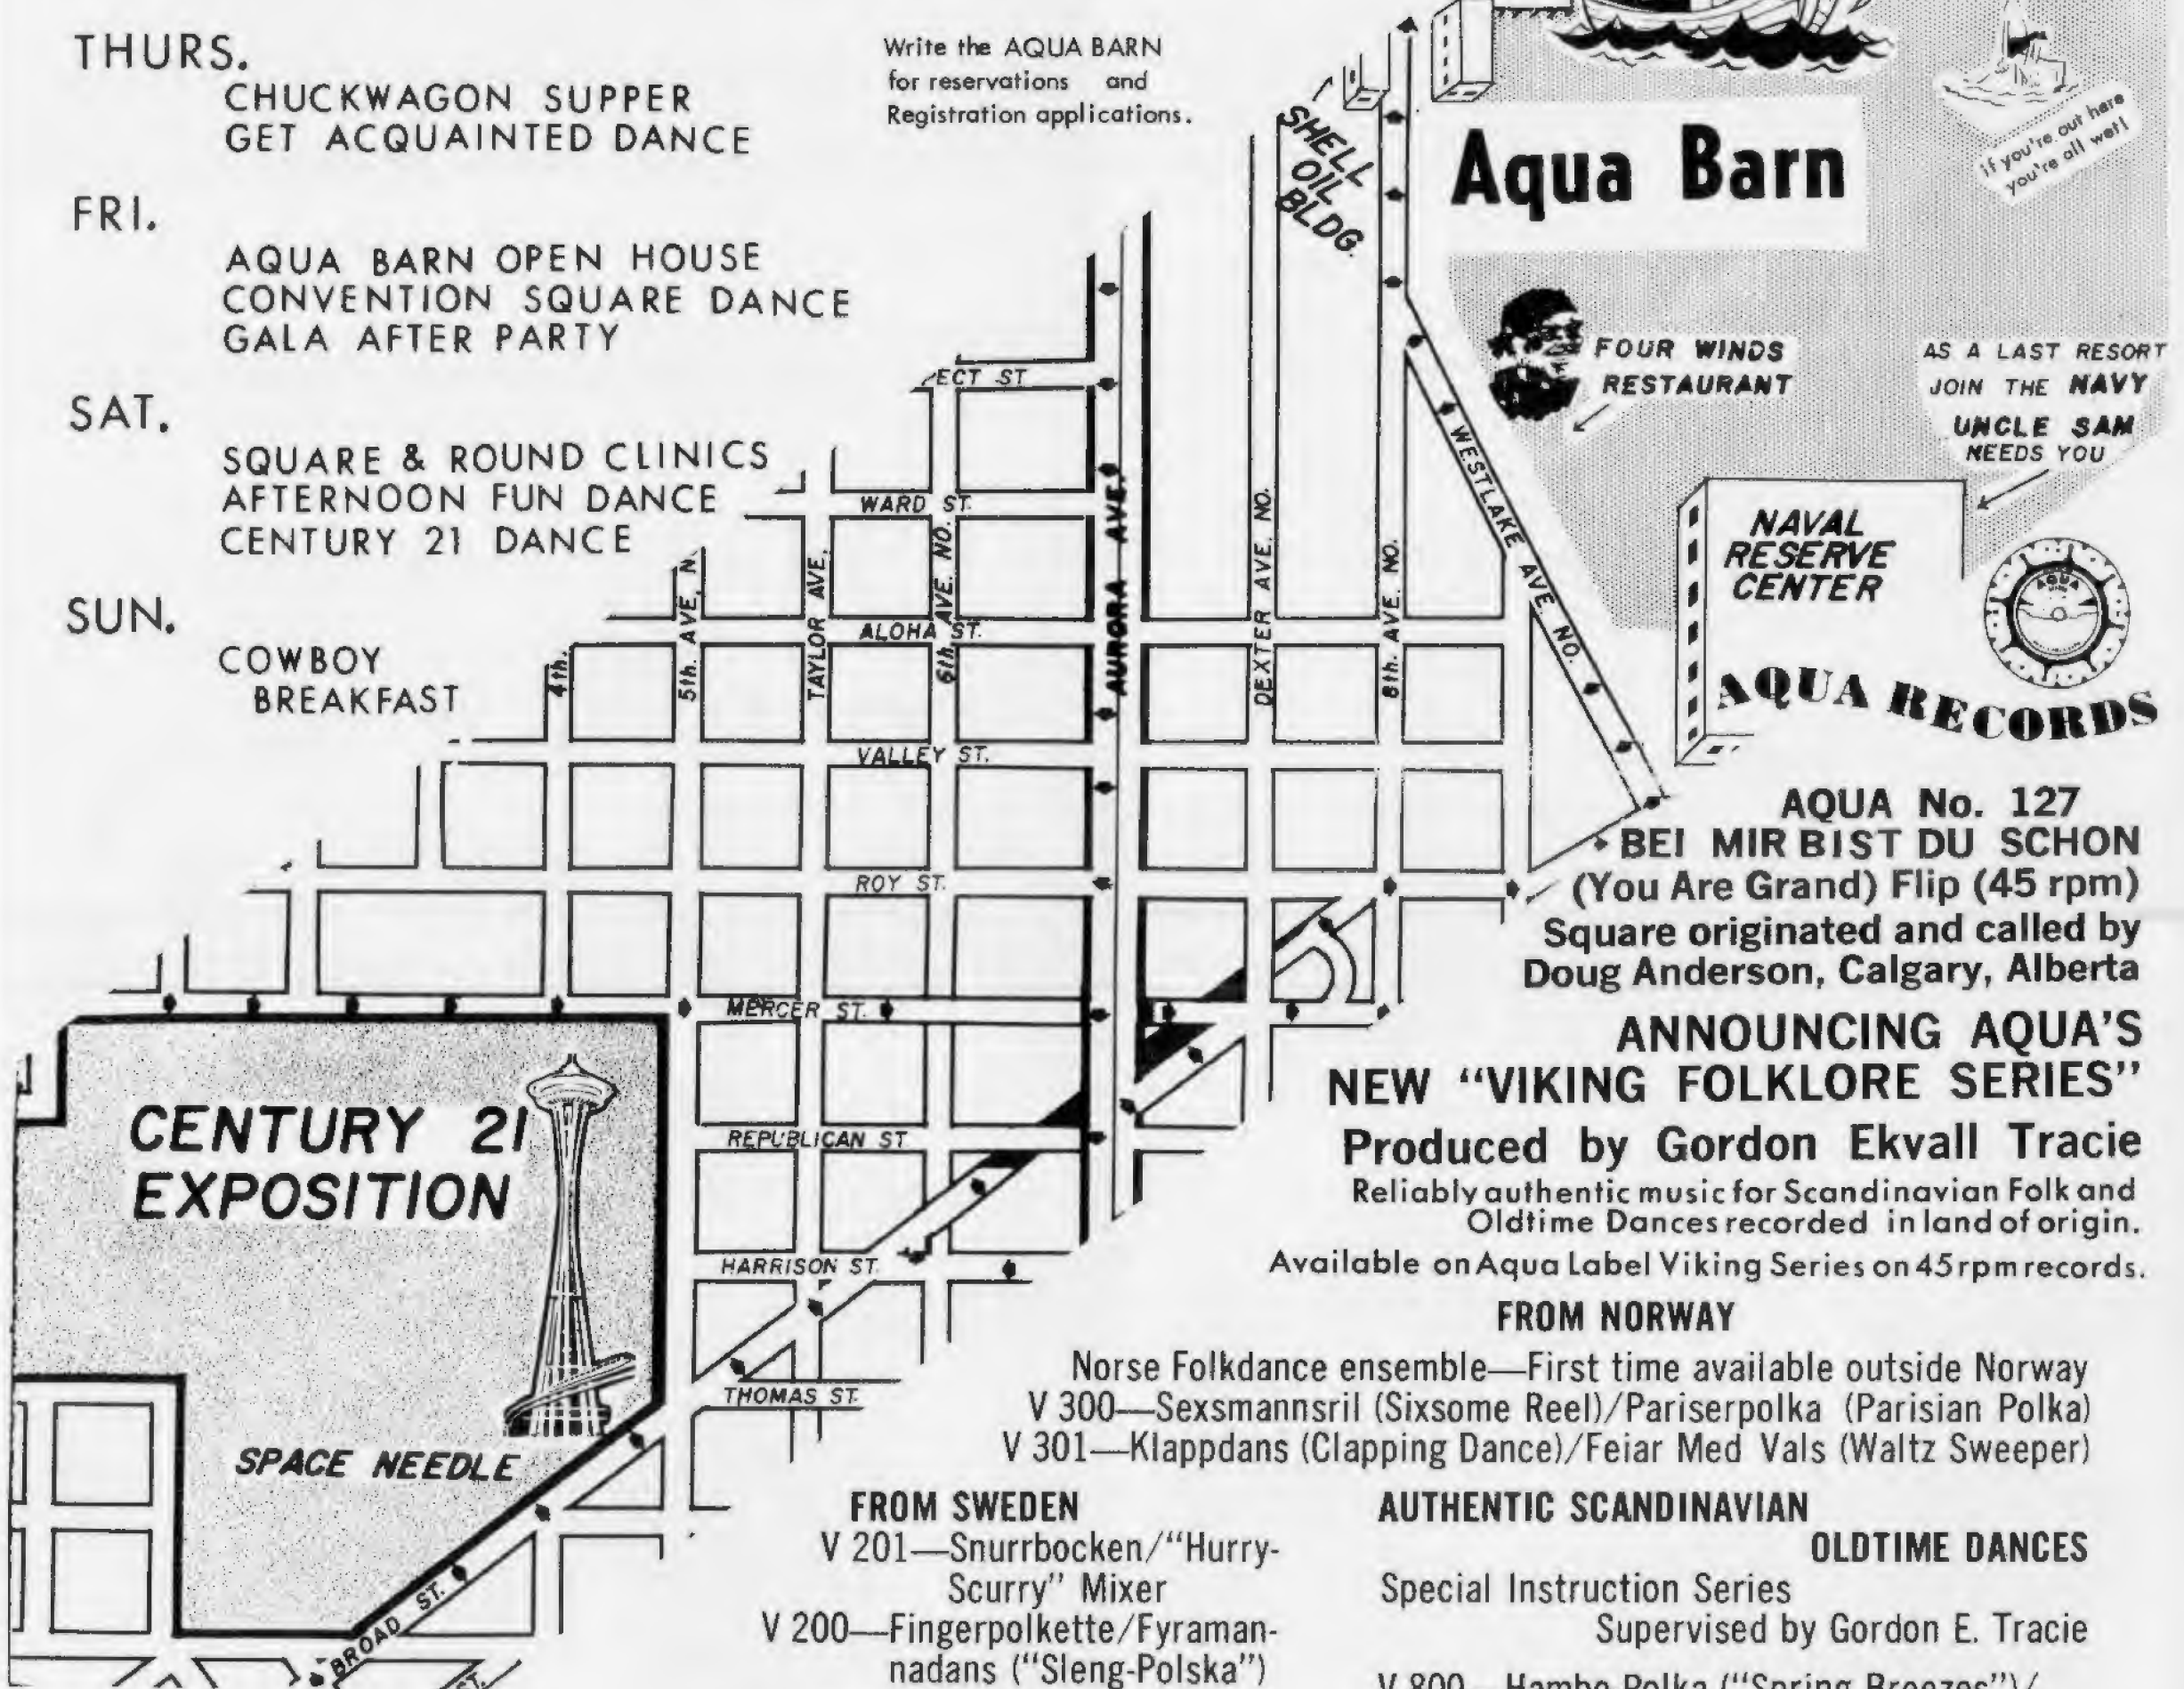 THURS.
CHUCKWAGON SUPPER
GET ACQUAINTED DANCE
FRI.
AQUA BARN OPEN HOUSE
CONVENTION SQUARE DANCE
GALA AFTER PARTY
SAT.
SQUARE & ROUND CLINICS
AFTERNOON FUN DANCE
CENTURY 21 DANCE
SUN.
COWBOY
BREAKFAST
Write the AQUA BARN
for reservations and
Registration applications.
SHELL
OIL
BLDG.
Aqua Barn
if you're out here
you're all wet!
FOUR WINDS
RESTAURANT
AS A LAST RESORT
JOIN THE NAVY
UNCLE SAM
NEEDS YOU
NAVAL
RESERVE
CENTER
AQUA
AQUA RECORDS
ECT ST
WARD ST.
ALOHA ST.
VALLEY ST.
ROY ST.
MERCER ST.
REPUBLICAN ST
HARRISON ST.
THOMAS ST.
BROAD ST.
ST.
4th.
5th. AVE, N.
TAYLOR AVE.
6th. AVE. NO.
AURORA AVE.
DEXTER AVE. NO.
8th. AVE. NO.
WESTLAKE AVE NO.
CENTURY 21
EXPOSITION
SPACE NEEDLE
AQUA No. 127
BEI MIR BIST DU SCHON
(You Are Grand) Flip (45 rpm)
Square originated and called by
Doug Anderson, Calgary, Alberta
ANNOUNCING AQUA'S
NEW “VIKING FOLKLORE SERIES”
Produced by Gordon Ekvall Tracie
Reliably authentic music for Scandinavian Folk and
Oldtime Dances recorded in land of origin.
Available on Aqua Label Viking Series on 45 rpm records.
FROM NORWAY
Norse Folkdance ensemble—First time available outside Norway
V 300—Sexsmannsril (Sixsome Reel)/Pariserpolka (Parisian Polka)
V 301—Klappdans (Clapping Dance)/Feiar Med Vals (Waltz Sweeper)
FROM SWEDEN
V 201—Snurrbocken/“Hurry-
Scurry” Mixer
V 200—Fingerpolkette/Fyraman-
nadans (“Sleng-Polska”)
AUTHENTIC SCANDINAVIAN
OLDTIME DANCES
Special Instruction Series
Supervised by Gordon E. Tracie
V 800—Hambo Polka (“Spring Breezes”)/